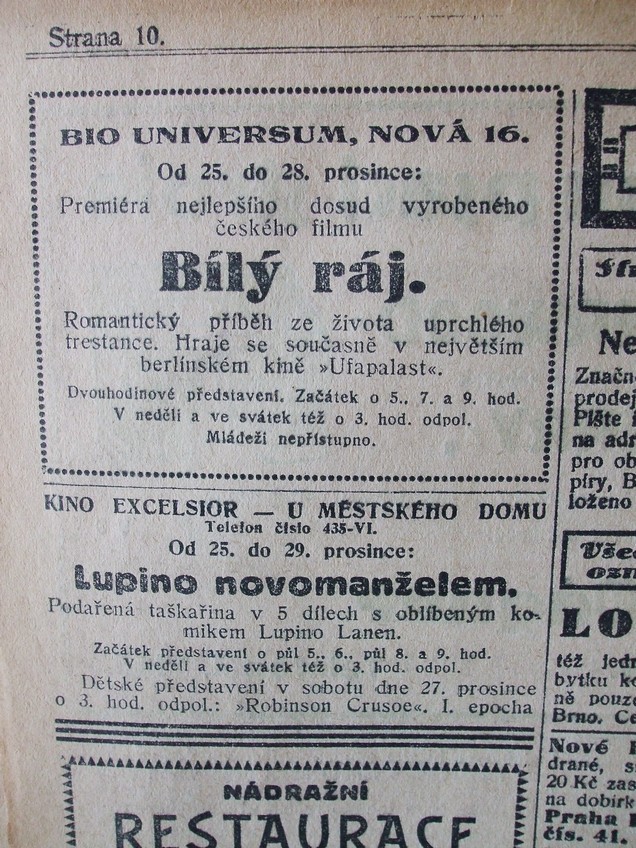 Strana 10.
BIO UNIVERSUM, NOVÁ 16.
Od 25. do 28. prosince:
Premiéra nejlepšího dosud vyrobeného
českého filmu
Bílý ráj.
Romantický příběh ze života uprchlého
trestance. Hraje se současně v největším
berlínském kině »Ufapalast«.
Dvouhodinové představení. Začátek o 5., 7. a 9. hod.
V neděli a ve svátek též o 3. hod. odpol.
Mládeži nepřístupno.
KINO EXCELSIOR — U MĚSTSKÉHO DOMU
Telefon číslo 435-VI.
Od 25. do 29. prosince:
Lupino novomanželem.
Podařená taškařina v 5 dílech s oblíbeným ko-
mikem Lupino Lanen.
Začátek představení o půl 5., 6., půl 8. a 9. hod.
V neděli a ve svátek též o 3. hod. odpol.
Dětské představení v sobotu dne 27. prosince
o 3. hod. odpol.: »Robinson Crusoe«. I. epocha
NÁDRAŽNÍ
RESTAURACE
Ne
Značn
prodej
Pište
na adr
pro ob
píry, B
loženo
Všec
ozn
LO
též jedn
bytku k
ně pouz
Brno, Ce
Nové
drané, s
20 Kč zas
na dobírk
Praha
čís. 41.